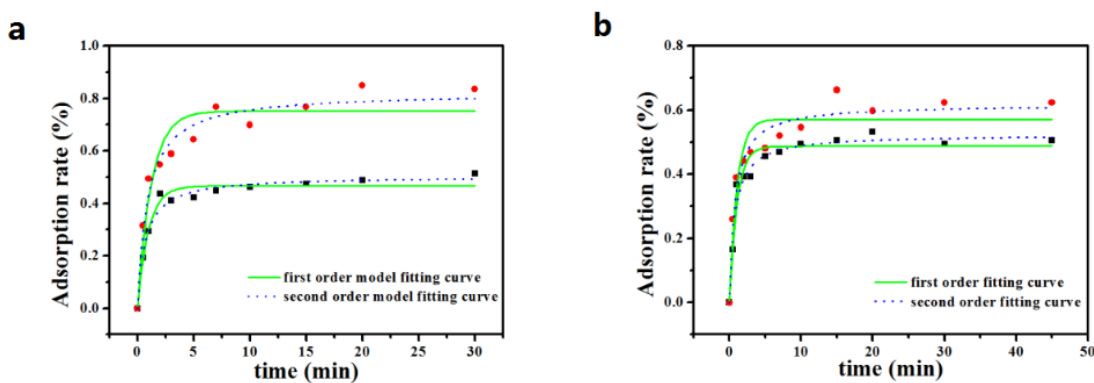 a
1.0
0.8
0.6
0.4
0.2
0.0
Adsorption rate (%)
first order model fitting curve
second order model fitting curve
0 5 10 15 20 25 30
time (min)
b
0.8
0.6
0.4
0.2
0.0
Adsorption rate (%)
first order fitting curve
second order fitting curve
0 10 20 30 40 50
time (min)